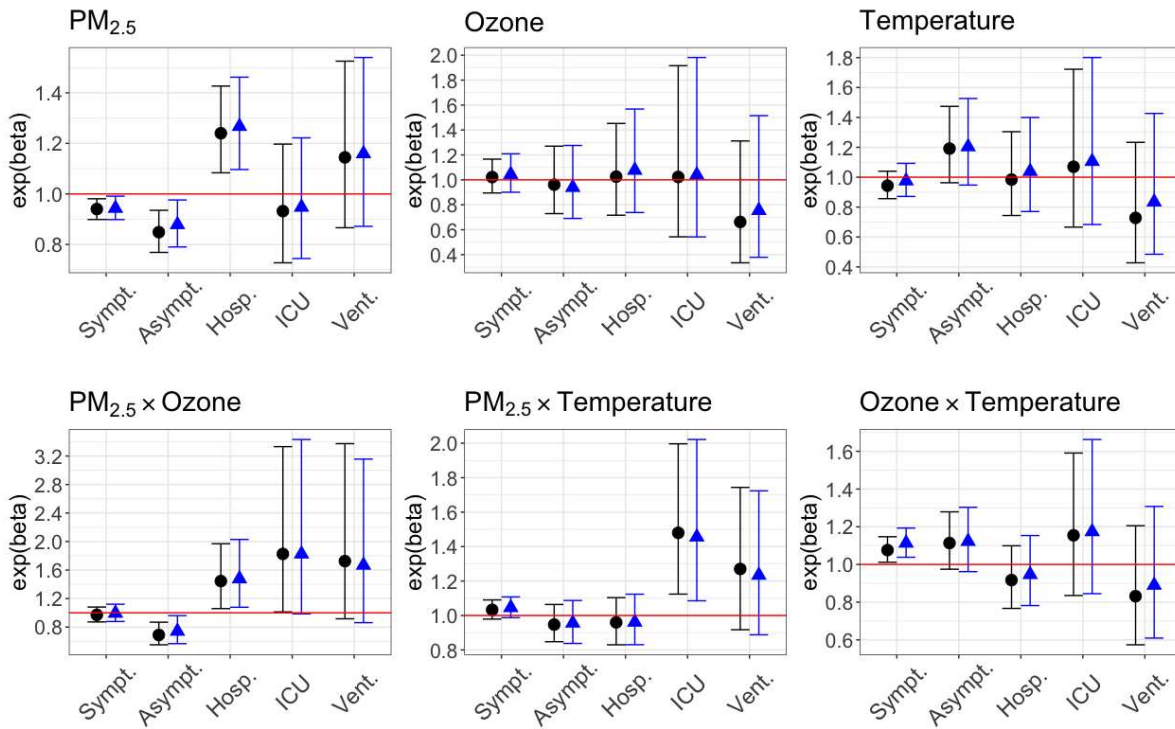 PM2.5
Ozone
Temperature
exp(beta)
1.4
1.2
1.0
0.8
Sympt.
Asympt.
Hosp.
ICU
Vent.
exp(beta)
2.0
1.8
1.6
1.4
1.2
1.0
0.8
0.6
0.4
Sympt.
Asympt.
Hosp.
ICU
Vent.
exp(beta)
1.8
1.6
1.4
1.2
1.0
0.8
0.6
0.4
Sympt.
Asympt.
Hosp.
ICU
Vent.
PM2.5 × Ozone
PM2.5 × Temperature
Ozone × Temperature
exp(beta)
3.2
2.8
2.4
2.0
1.6
1.2
0.8
Sympt.
Asympt.
Hosp.
ICU
Vent.
exp(beta)
2.0
1.8
1.6
1.4
1.2
1.0
0.8
Sympt.
Asympt.
Hosp.
ICU
Vent.
exp(beta)
1.6
1.4
1.2
1.0
0.8
0.6
Sympt.
Asympt.
Hosp.
ICU
Vent.